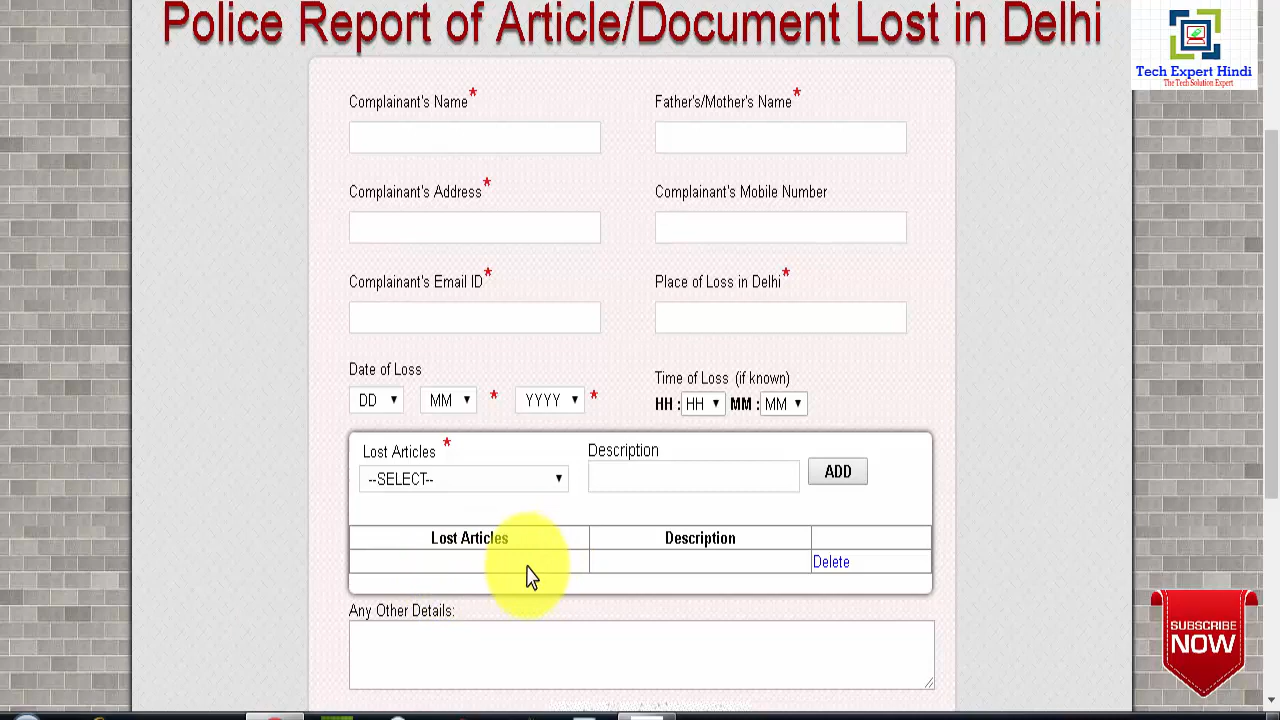 Police Report of Article/Document Lost in Delhi
Tech Expert Hindi
The Tech Solution Expert
Complainant's Name* Father's/Mother's Name*
Complainant's Address* Complainant's Mobile Number
Complainant's Email ID* Place of Loss in Delhi*
Date of Loss Time of Loss (if known)
DD MM * YYYY * HH : HH MM : MM
Lost Articles * Description
--SELECT-- ADD
Lost Articles Description
Delete
Any Other Details:
SUBSCRIBE
NOW